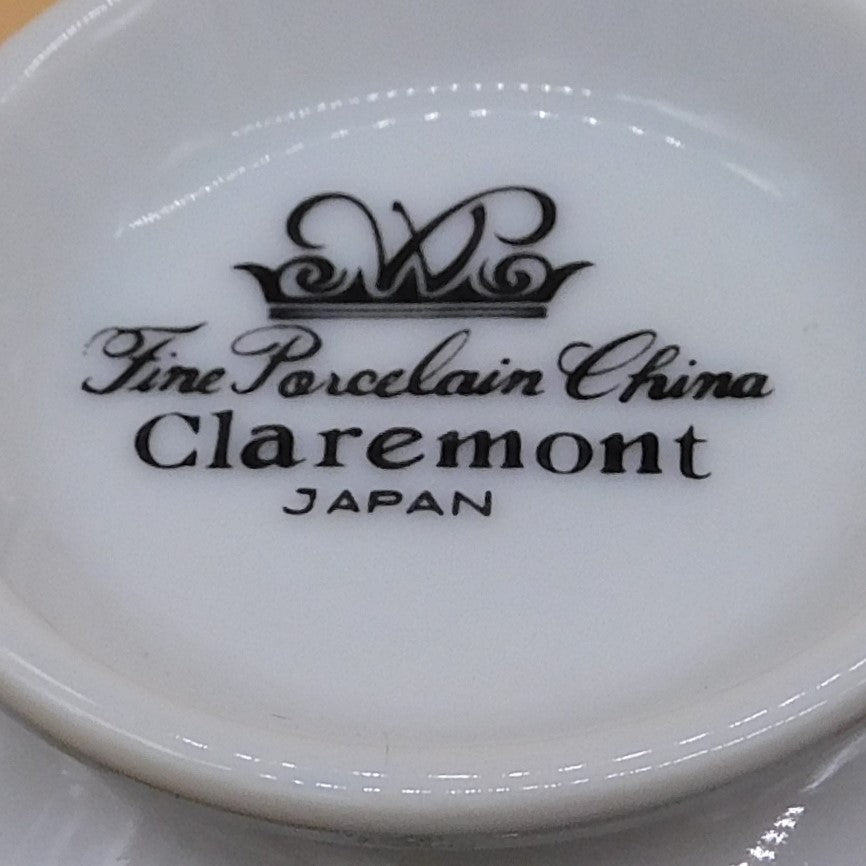 W
Fine Porcelain China
Claremont
JAPAN